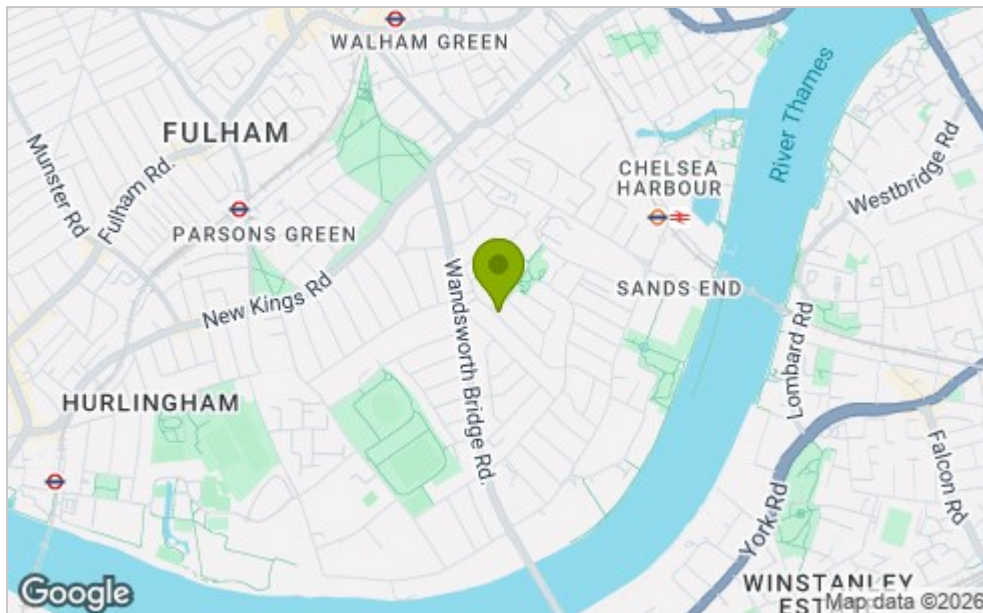 WALHAM GREEN
River Thames
FULHAM
Munster Rd
Fulham Rd.
Westbridge Rd
CHELSEA
HARBOUR
PARSONS GREEN
New Kings Rd
Wandsworth Bridge Rd.
SANDS END
Lombard Rd
HURLINGHAM
Falcon Rd
York Rd
WINSTANLEY
EST
Google
Map data ©2026